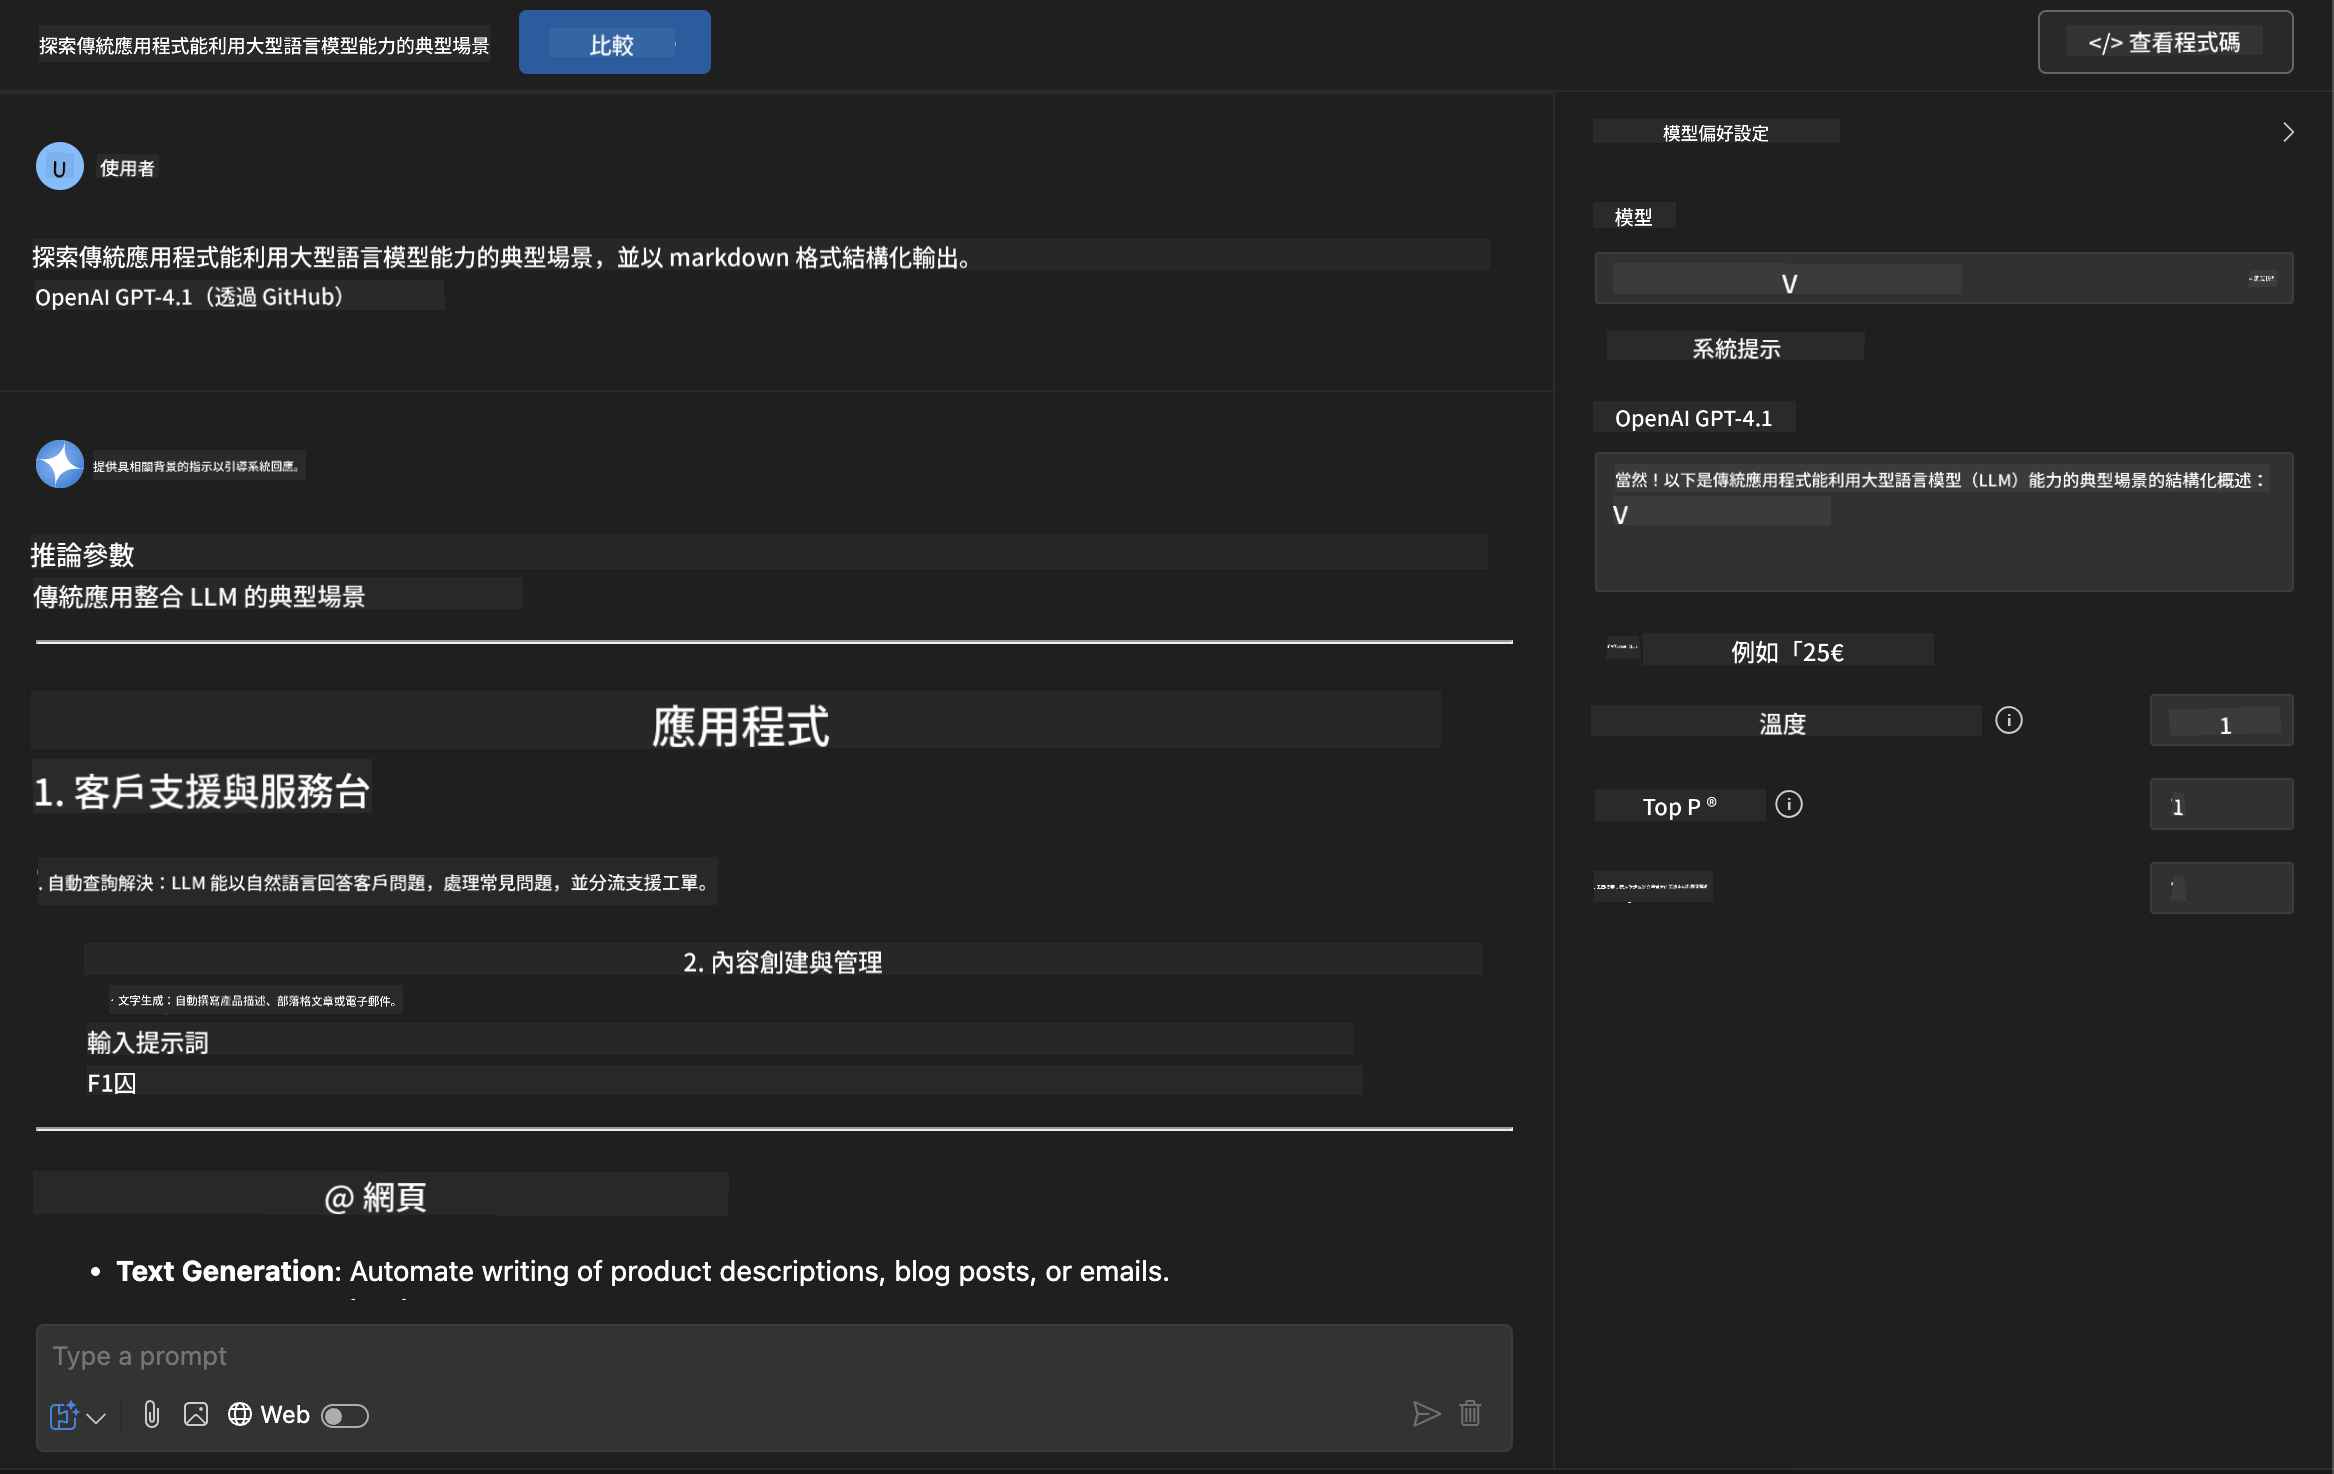 探索傳統應用程式能利用大型語言模型能力的典型場景
比較
</> 查看程式碼
U
使用者
探索傳統應用程式能利用大型語言模型能力的典型場景，並以 markdown 格式結構化輸出。
OpenAI GPT-4.1（透過 GitHub）
提供具相關背景的指示以引導系統回應。
推論參數
傳統應用整合 LLM 的典型場景
應用程式
1. 客戶支援與服務台
. 自動查詢解決：LLM 能以自然語言回答客戶問題，處理常見問題，並分流支援工單。
2. 內容創建與管理
· 文字生成：自動撰寫產品描述、部落格文章或電子郵件。
輸入提示詞
F1囚
@ 網頁
• Text Generation: Automate writing of product descriptions, blog posts, or emails.
Type a prompt
Web
模型偏好設定
模型
V
系統提示
OpenAI GPT-4.1
當然！以下是傳統應用程式能利用大型語言模型（LLM）能力的典型場景的結構化概述：
V
例如「25€
溫度
1
Top P ®
1